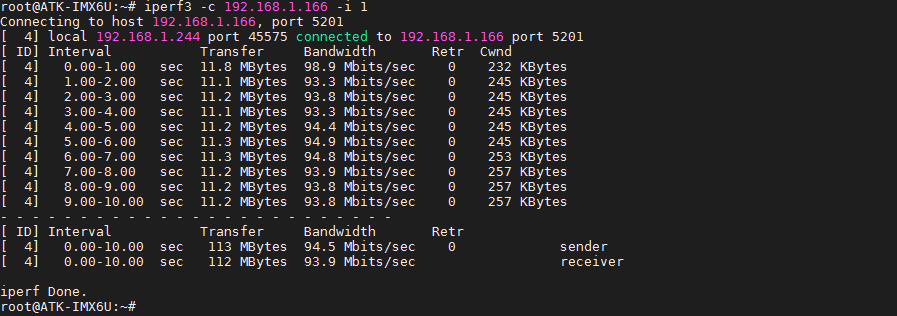 root@ATK-IMX6U:~# iperf3 -c 192.168.1.166 -i 1
Connecting to host 192.168.1.166, port 5201
[  4] local 192.168.1.244 port 45575 connected to 192.168.1.166 port 5201
[ ID] Interval           Transfer     Bandwidth       Retr  Cwnd
[  4]   0.00-1.00   sec  11.8 MBytes  98.9 Mbits/sec    0    232 KBytes
[  4]   1.00-2.00   sec  11.1 MBytes  93.3 Mbits/sec    0    245 KBytes
[  4]   2.00-3.00   sec  11.2 MBytes  93.8 Mbits/sec    0    245 KBytes
[  4]   3.00-4.00   sec  11.1 MBytes  93.3 Mbits/sec    0    245 KBytes
[  4]   4.00-5.00   sec  11.2 MBytes  94.4 Mbits/sec    0    245 KBytes
[  4]   5.00-6.00   sec  11.3 MBytes  94.9 Mbits/sec    0    245 KBytes
[  4]   6.00-7.00   sec  11.3 MBytes  94.8 Mbits/sec    0    253 KBytes
[  4]   7.00-8.00   sec  11.2 MBytes  93.9 Mbits/sec    0    257 KBytes
[  4]   8.00-9.00   sec  11.2 MBytes  93.8 Mbits/sec    0    257 KBytes
[  4]   9.00-10.00  sec  11.2 MBytes  93.8 Mbits/sec    0    257 KBytes
- - - - - - - - - - - - - - - - - - - - - - - - -
[ ID] Interval           Transfer     Bandwidth       Retr
[  4]   0.00-10.00  sec   113 MBytes  94.5 Mbits/sec    0             sender
[  4]   0.00-10.00  sec   112 MBytes  93.9 Mbits/sec                  receiver

iperf Done.
root@ATK-IMX6U:~#